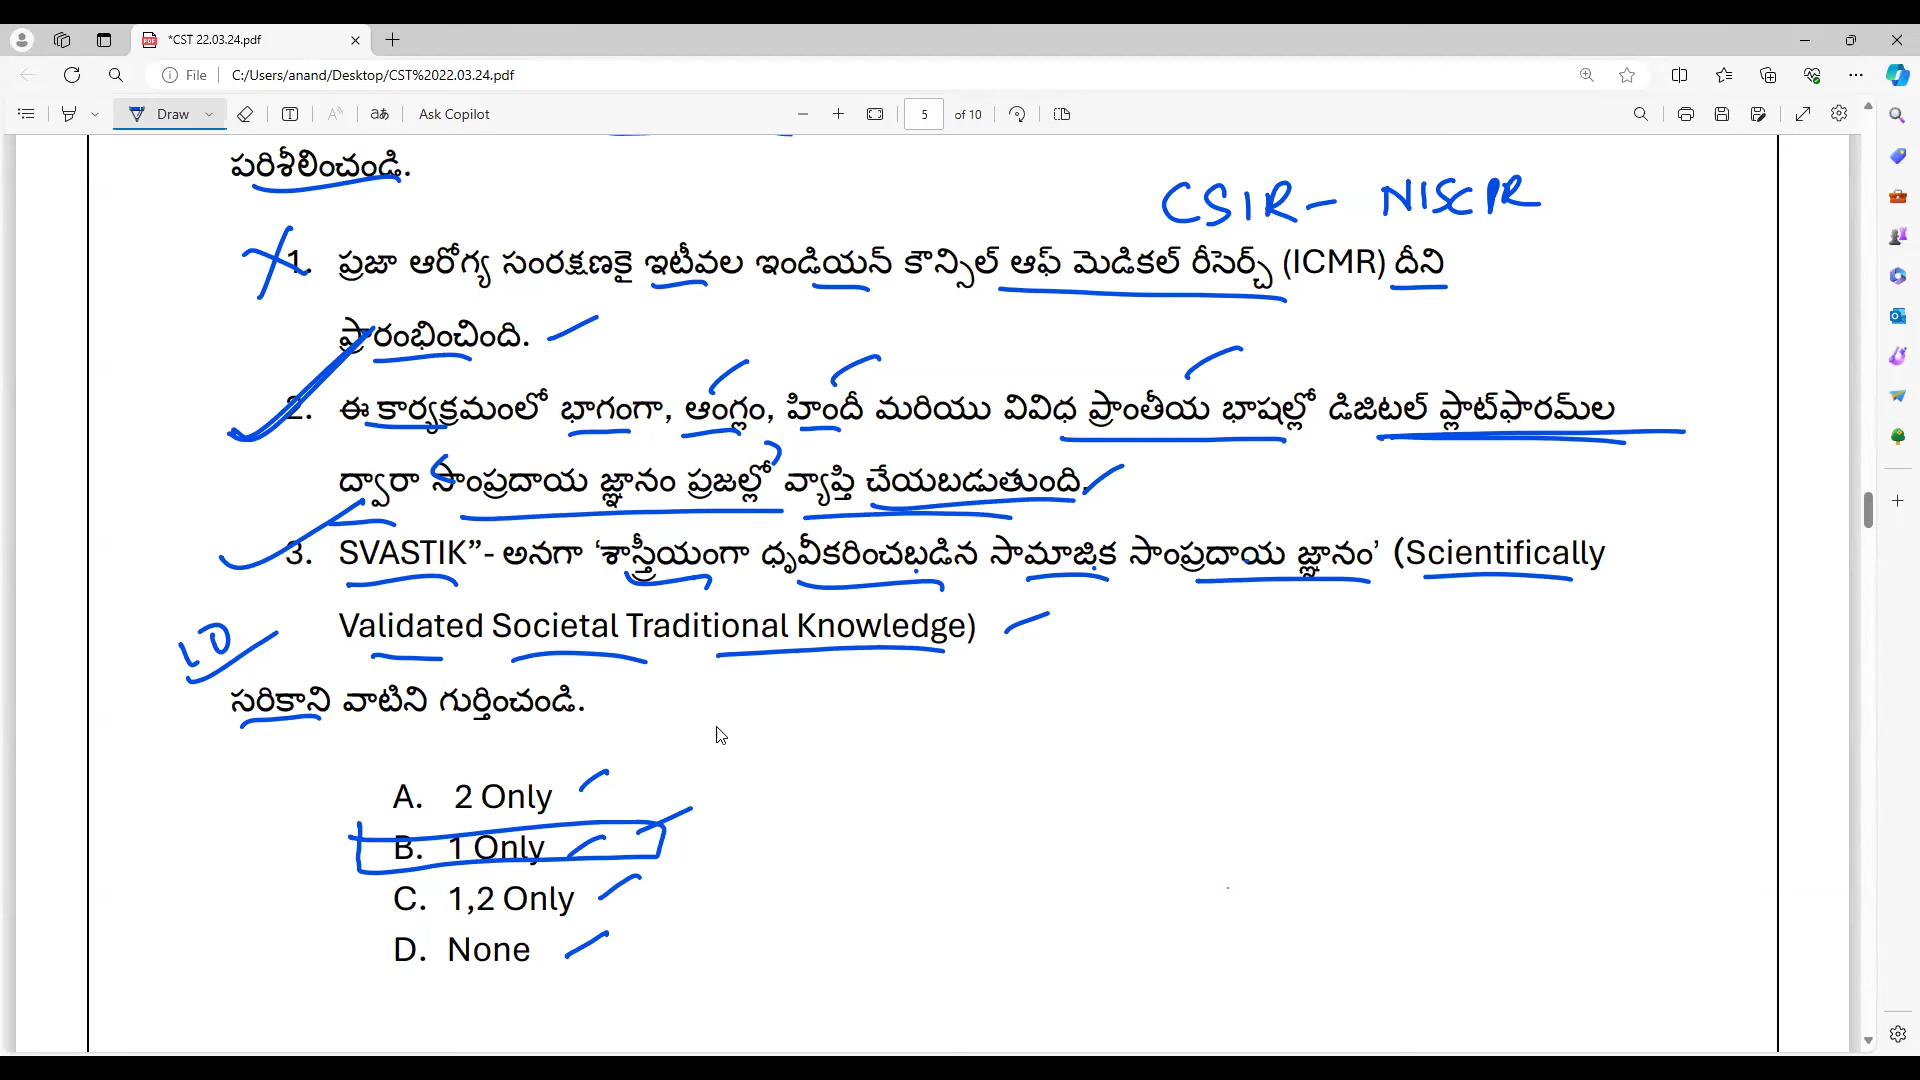 *CST 22.03.24.pdf
File C:/Users/anand/Desktop/CST%2022.03.24.pdf
Draw aあ Ask Copilot 5 of 10
పరిశీలించండి.
CSIR - NISCPR
1. ప్రజా ఆరోగ్య సంరక్షణకై ఇటీవల ఇండియన్ కౌన్సిల్ ఆఫ్ మెడికల్ రీసెర్చ్ (ICMR) దీని
ప్రారంభించింది.
2. ఈ కార్యక్రమంలో భాగంగా, ఆంగ్లం, హిందీ మరియు వివిధ ప్రాంతీయ భాషల్లో డిజిటల్ ప్లాట్‌ఫారమ్‌ల
ద్వారా సాంప్రదాయ జ్ఞానం ప్రజల్లో వ్యాప్తి చేయబడుతుంది.
3. SVASTIK”- అనగా ‘శాస్త్రీయంగా ధృవీకరించబడిన సామాజిక సాంప్రదాయ జ్ఞానం’ (Scientifically
Validated Societal Traditional Knowledge)
సరికాని వాటిని గుర్తించండి.
A. 2 Only
B. 1 Only
C. 1,2 Only
D. None